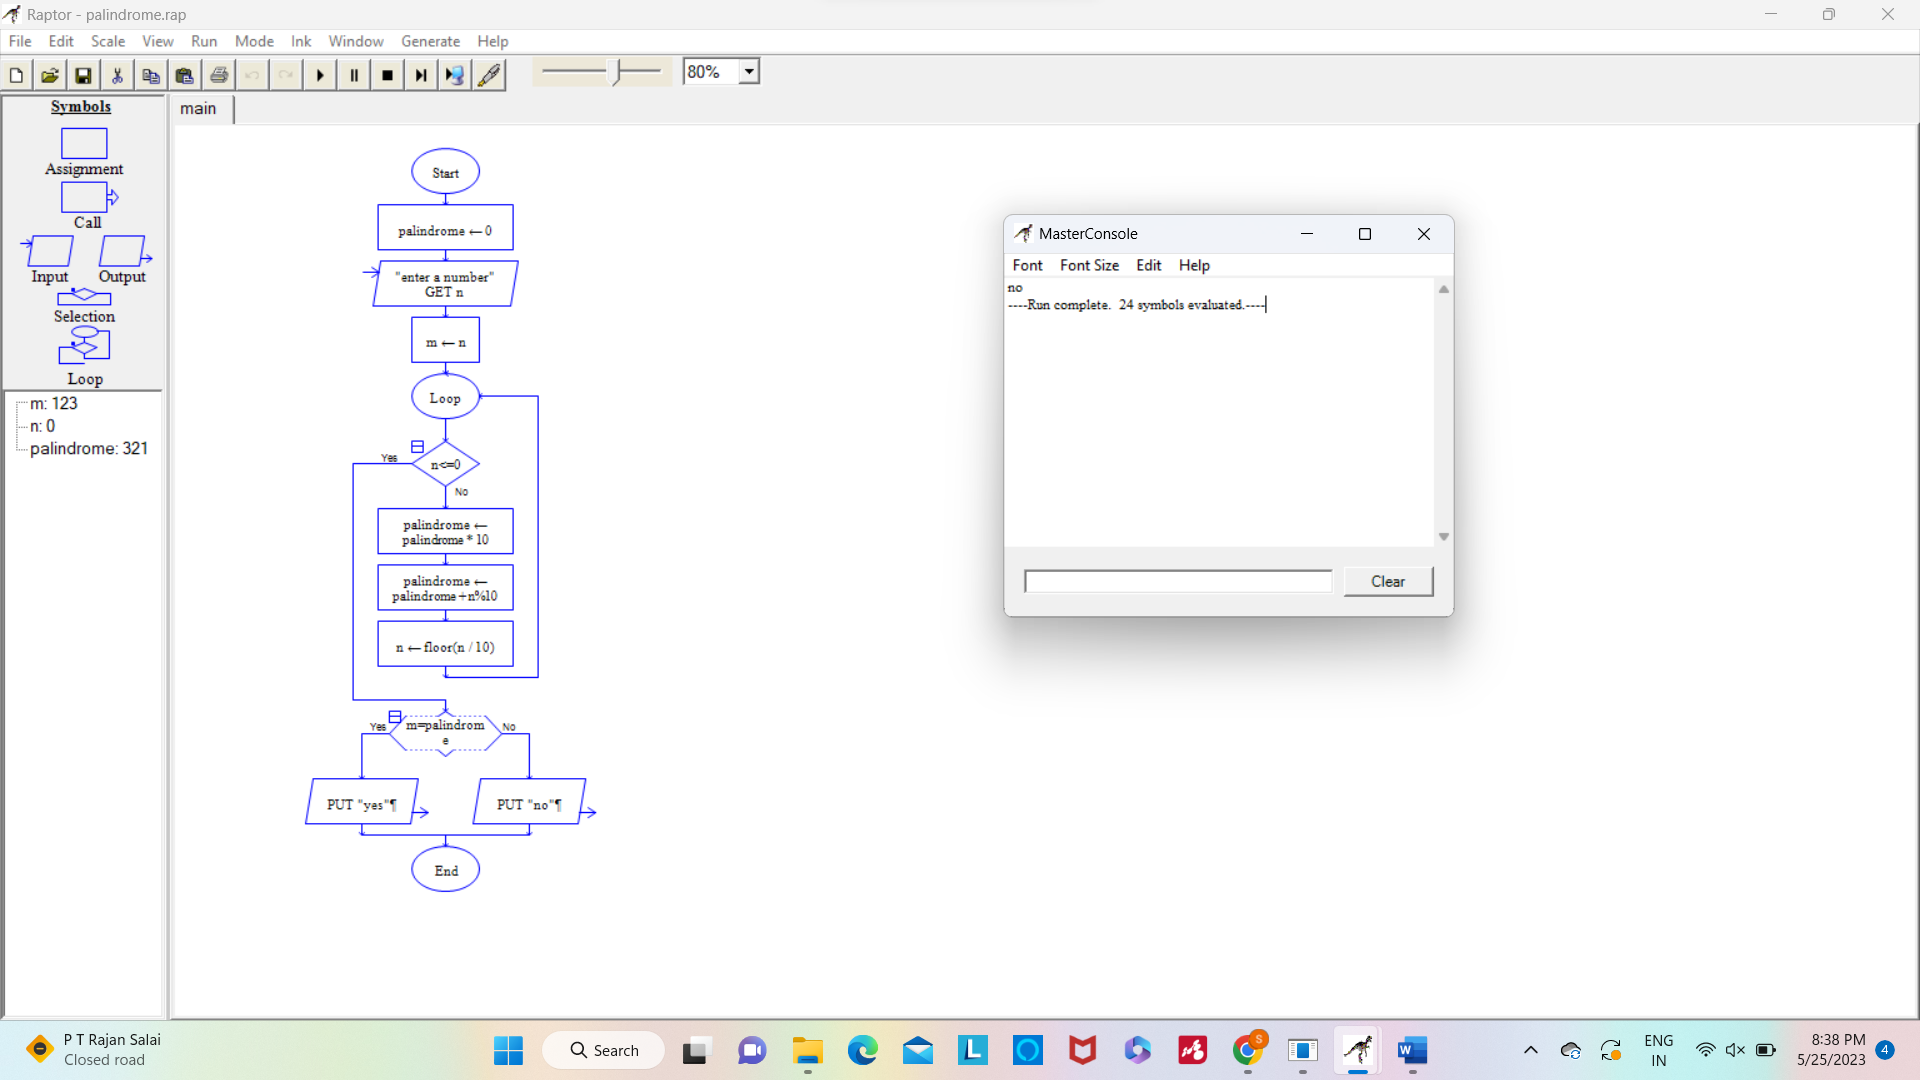 Raptor - palindrome.rap
File Edit Scale View Run Mode Ink Window Generate Help
80%
Symbols
Assignment
Call
Input Output
Selection
Loop
m: 123
n: 0
palindrome: 321
main
Start
palindrome ← 0
"enter a number"
GET n
m ← n
Loop
Yes
n<=0
No
palindrome ←
palindrome * 10
palindrome ←
palindrome+n%10
n ← floor(n / 10)
Yes
m=palindrom
e
No
PUT "yes"¶
PUT "no"¶
End
MasterConsole
Font Font Size Edit Help
no
----Run complete.  24 symbols evaluated.----
Clear
P T Rajan Salai
Closed road
Search
L
S
W
ENG
IN
8:38 PM
5/25/2023
4